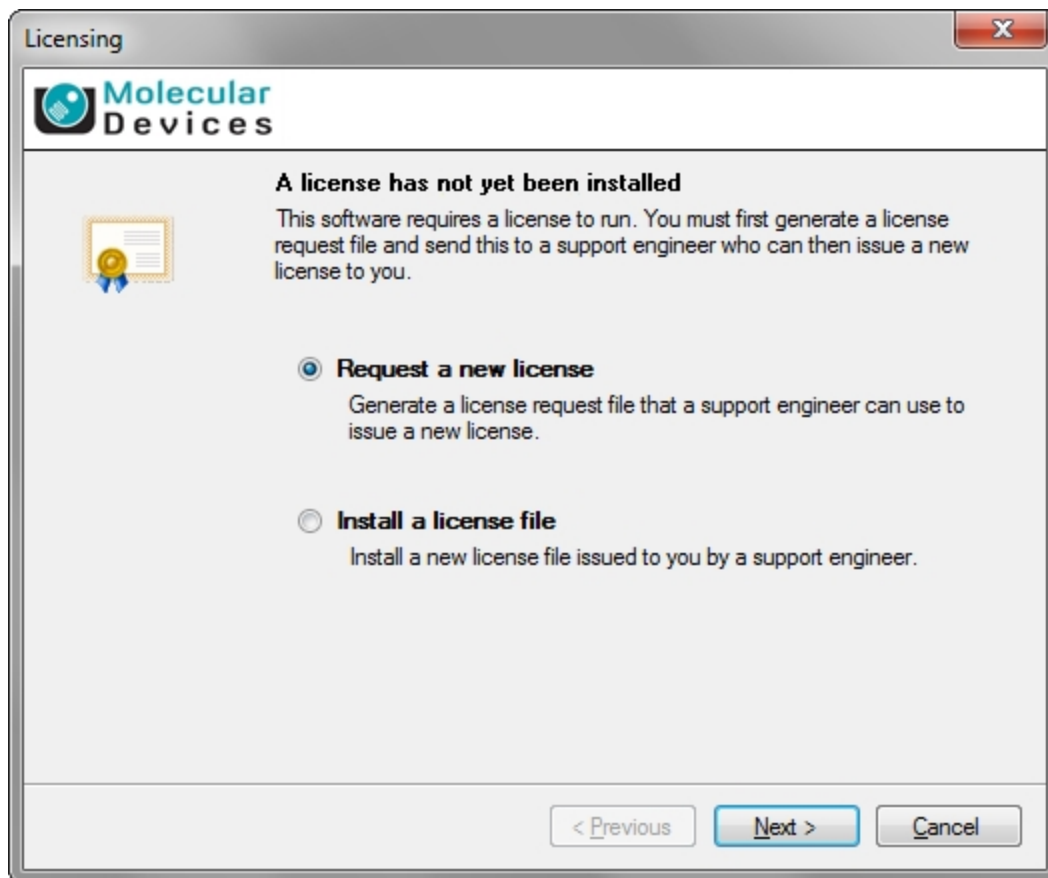 Licensing
Molecular
Devices
A license has not yet been installed
This software requires a license to run. You must first generate a license
request file and send this to a support engineer who can then issue a new
license to you.
Request a new license
Generate a license request file that a support engineer can use to
issue a new license.
Install a license file
Install a new license file issued to you by a support engineer.
< Previous
Next >
Cancel